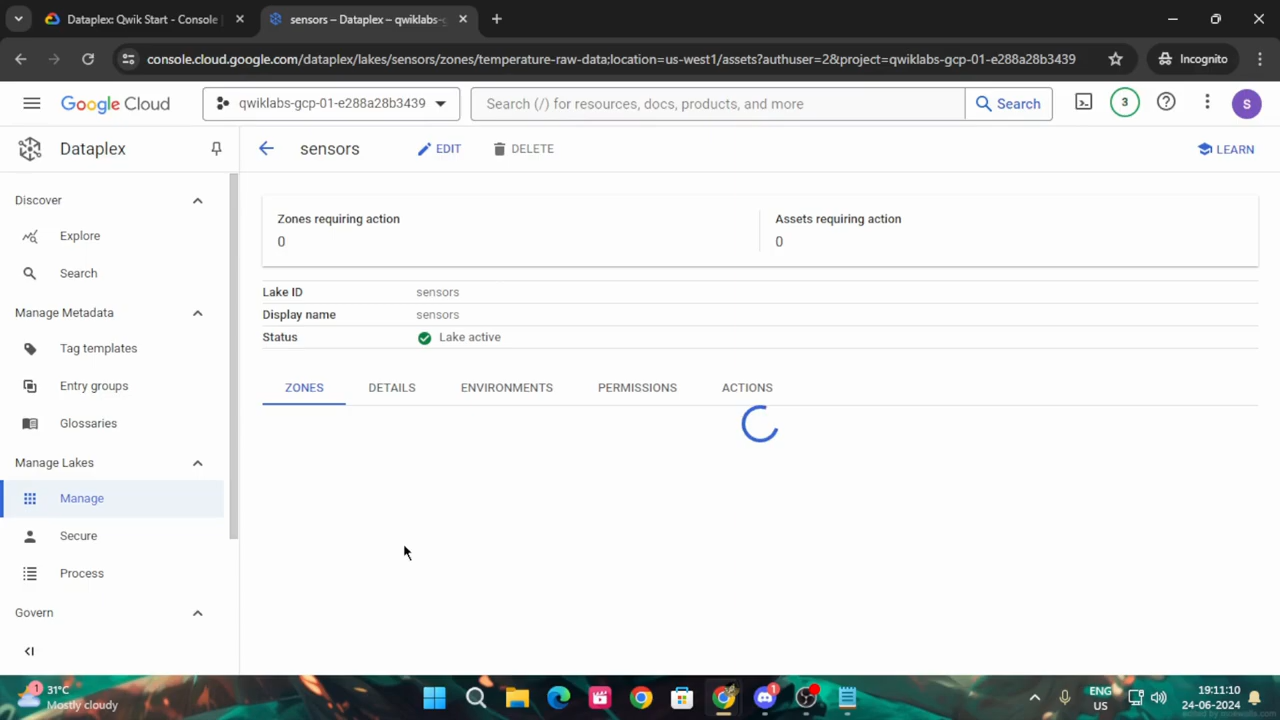 Dataplex: Qwik Start - Console
sensors – Dataplex – qwiklabs-g
console.cloud.google.com/dataplex/lakes/sensors/zones/temperature-raw-data;location=us-west1/assets?authuser=2&project=qwiklabs-gcp-01-e288a28b3439
Incognito
Google Cloud
qwiklabs-gcp-01-e288a28b3439
Search (/) for resources, docs, products, and more
Search
3
S
Dataplex
sensors
EDIT
DELETE
LEARN
Discover
Explore
Search
Manage Metadata
Tag templates
Entry groups
Glossaries
Manage Lakes
Manage
Secure
Process
Govern
Zones requiring action
0
Assets requiring action
0
Lake ID sensors
Display name sensors
Status Lake active
ZONES DETAILS ENVIRONMENTS PERMISSIONS ACTIONS
1
31°C
Mostly cloudy
1
ENG
US
19:11:10
24-06-2024